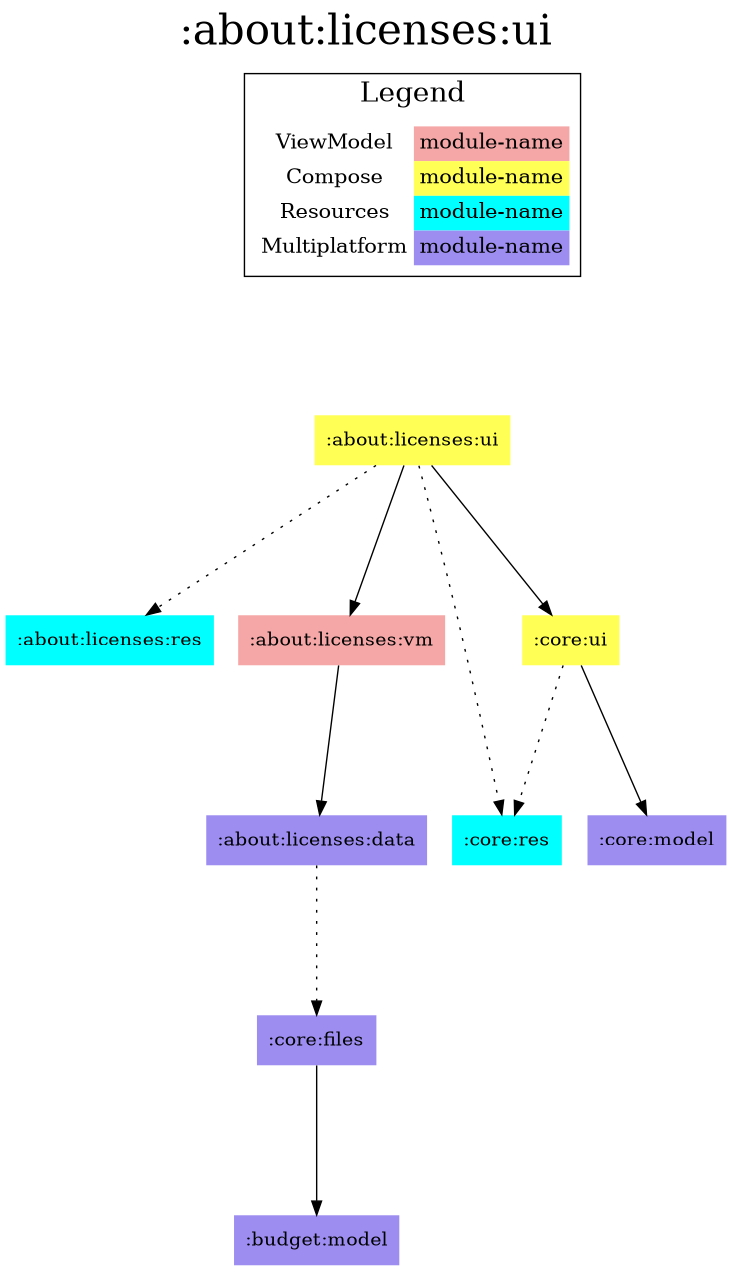 :about:licenses:ui
Legend
ViewModel module-name
Compose module-name
Resources module-name
Multiplatform module-name
:about:licenses:ui
:about:licenses:res :about:licenses:vm :core:ui
:about:licenses:data :core:res :core:model
:core:files
:budget:model